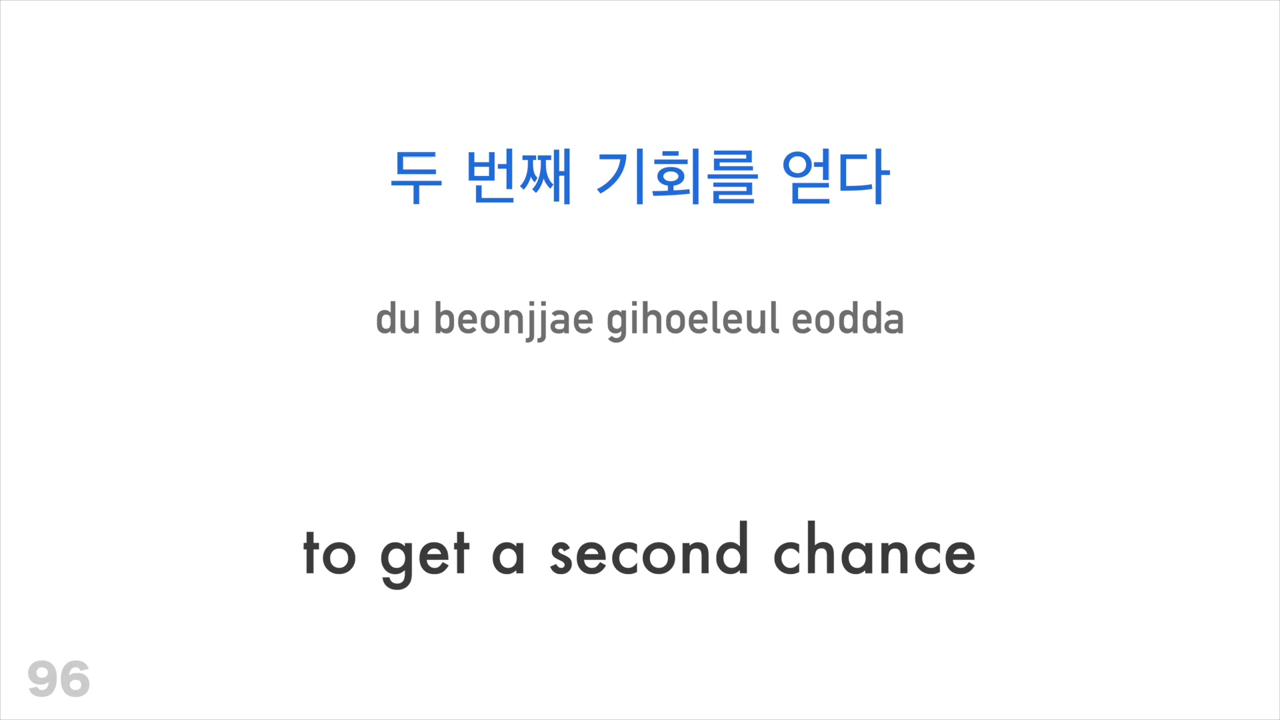 두 번째 기회를 얻다
du beonjjae gihoeleul eodda
to get a second chance
96